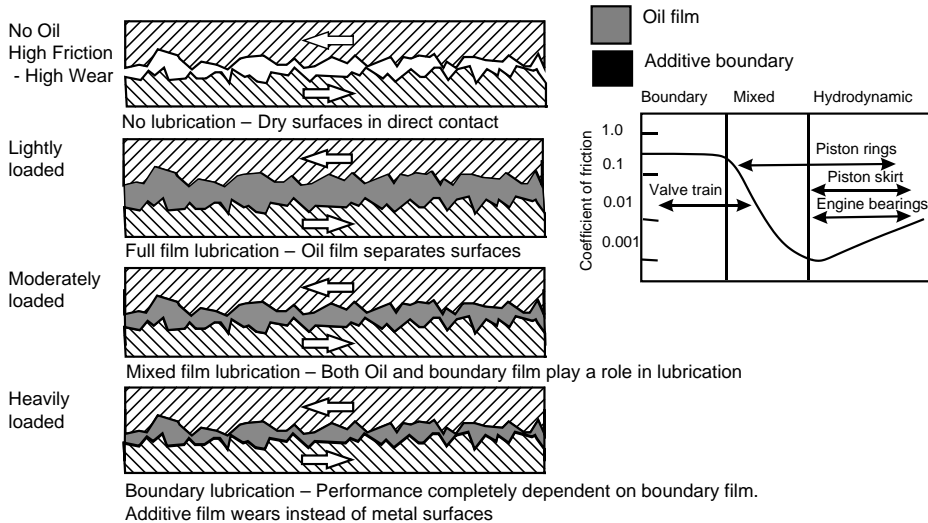 No Oil
High Friction
- High Wear
No lubrication – Dry surfaces in direct contact
Lightly
loaded
Full film lubrication – Oil film separates surfaces
Moderately
loaded
Mixed film lubrication – Both Oil and boundary film play a role in lubrication
Heavily
loaded
Boundary lubrication – Performance completely dependent on boundary film.
Additive film wears instead of metal surfaces
Oil film
Additive boundary
Boundary Mixed Hydrodynamic
Coefficient of friction
1.0
0.1
0.01
0.001
Piston rings
Piston skirt
Valve train
Engine bearings